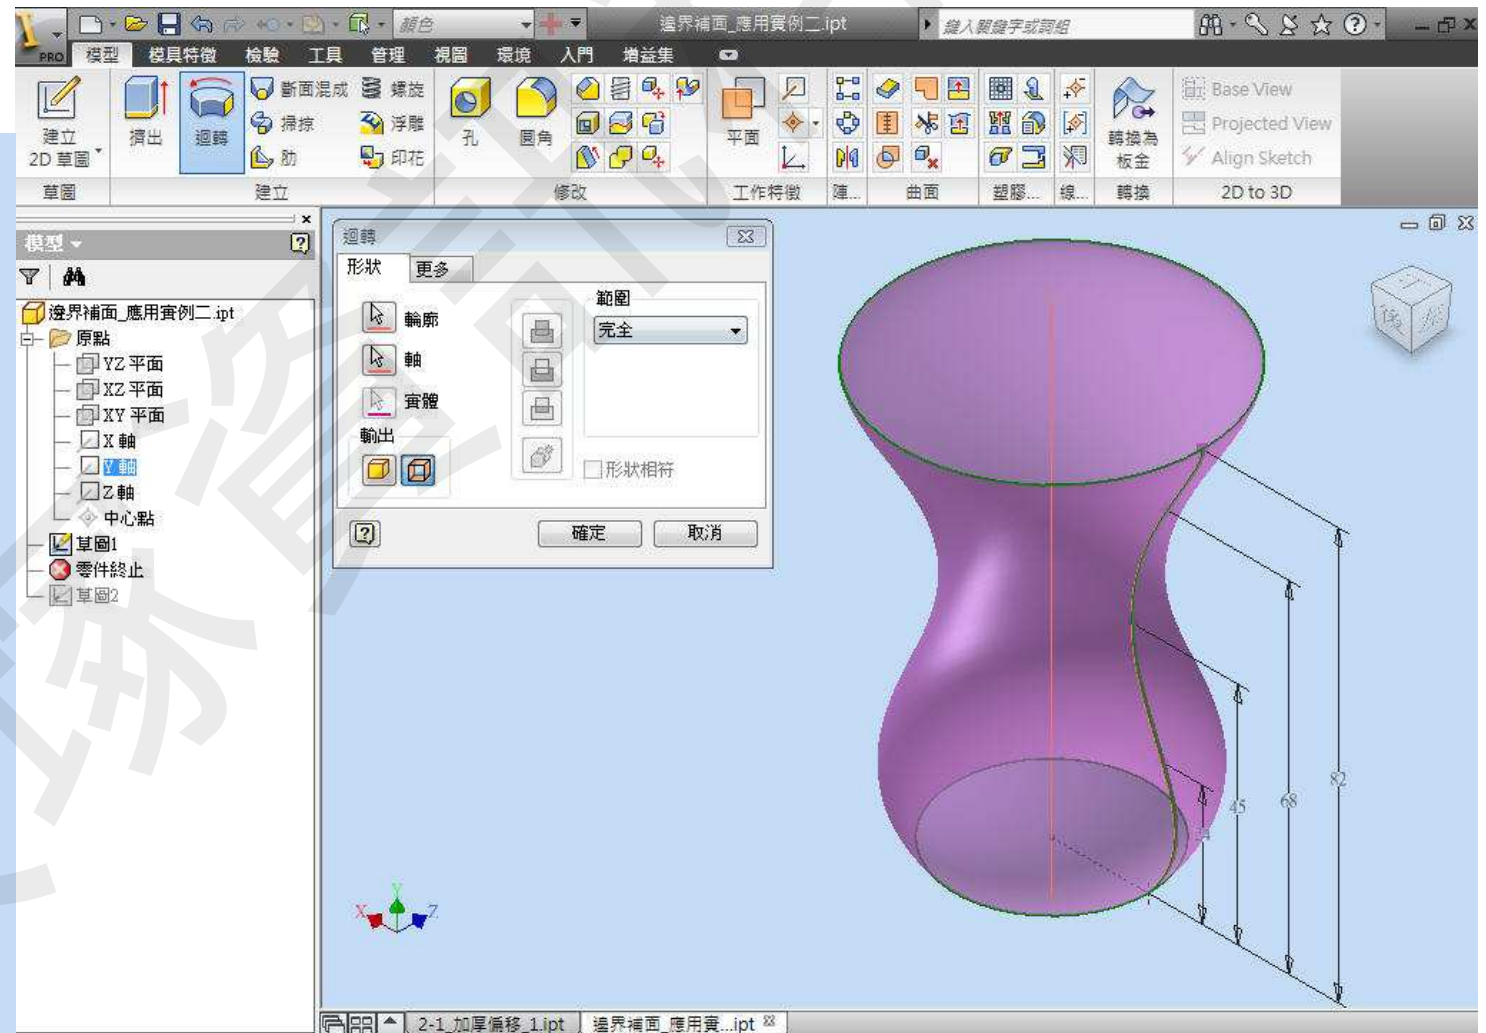 顏色
邊界補面_應用實例二.ipt
鍵入關鍵字或詞組
PRO 模型 模具特徵 檢驗 工具 管理 視圖 環境 入門 增益集
建立
2D 草圖
擠出
迴轉
斷面混成
掃掠
肋
螺旋
浮雕
印花
孔
圓角
平面
轉換為
板金
Base View
Projected View
Align Sketch
草圖 建立 修改 工作特徵 陣... 曲面 塑膠... 線... 轉換 2D to 3D
模型
邊界補面_應用實例二.ipt
原點
YZ 平面
XZ 平面
XY 平面
X 軸
Y 軸
Z 軸
中心點
草圖1
零件終止
草圖2
迴轉
形狀 更多
輪廓
軸
實體
輸出
範圍
完全
形狀相符
確定 取消
82
68
45
X Y Z
2-1_加厚偏移_1.ipt 邊界補面_應用實...ipt